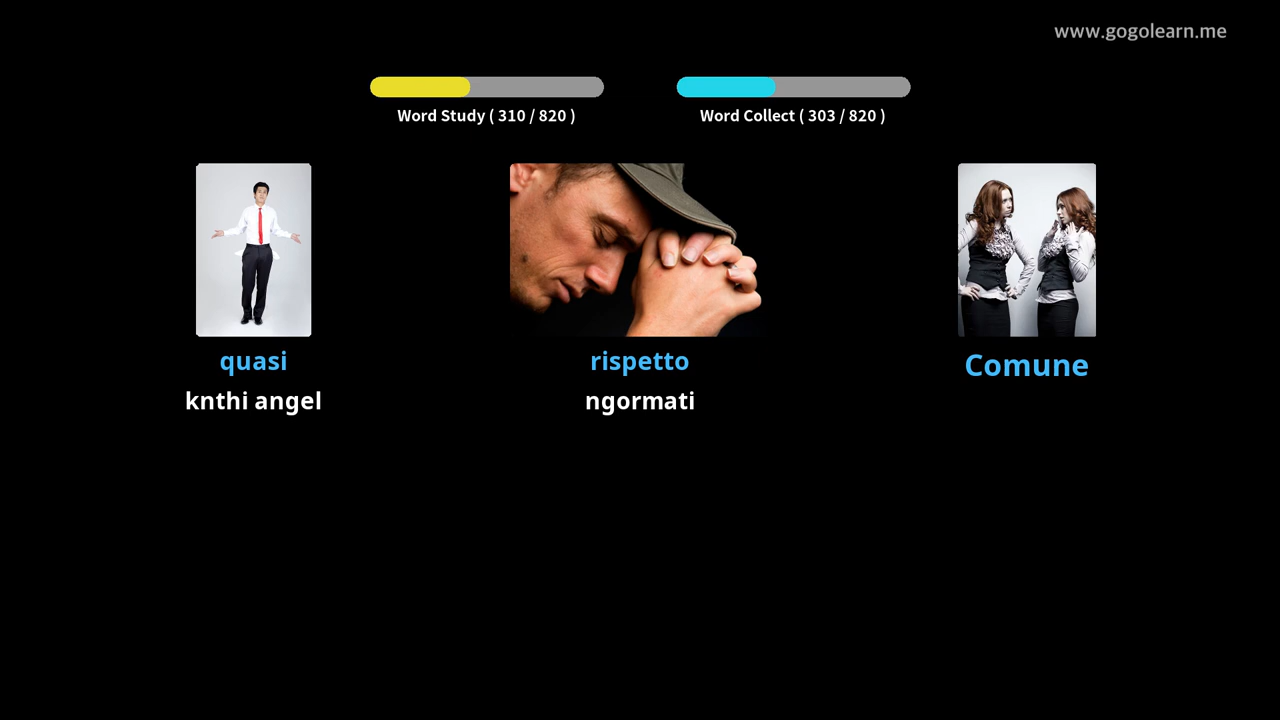 www.gogolearn.me
Word Study ( 310 / 820 )
Word Collect ( 303 / 820 )
quasi
rispetto
Comune
knthi angel
ngormati